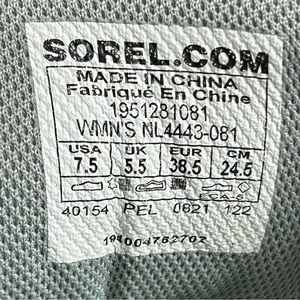 SOREL.COM
MADE IN CHINA
Fabriqué En Chine
1951281081
WMN'S NL4443-081
USA UK EUR CM
7.5 5.5 38.5 24.5
40154 PEL 0621 122